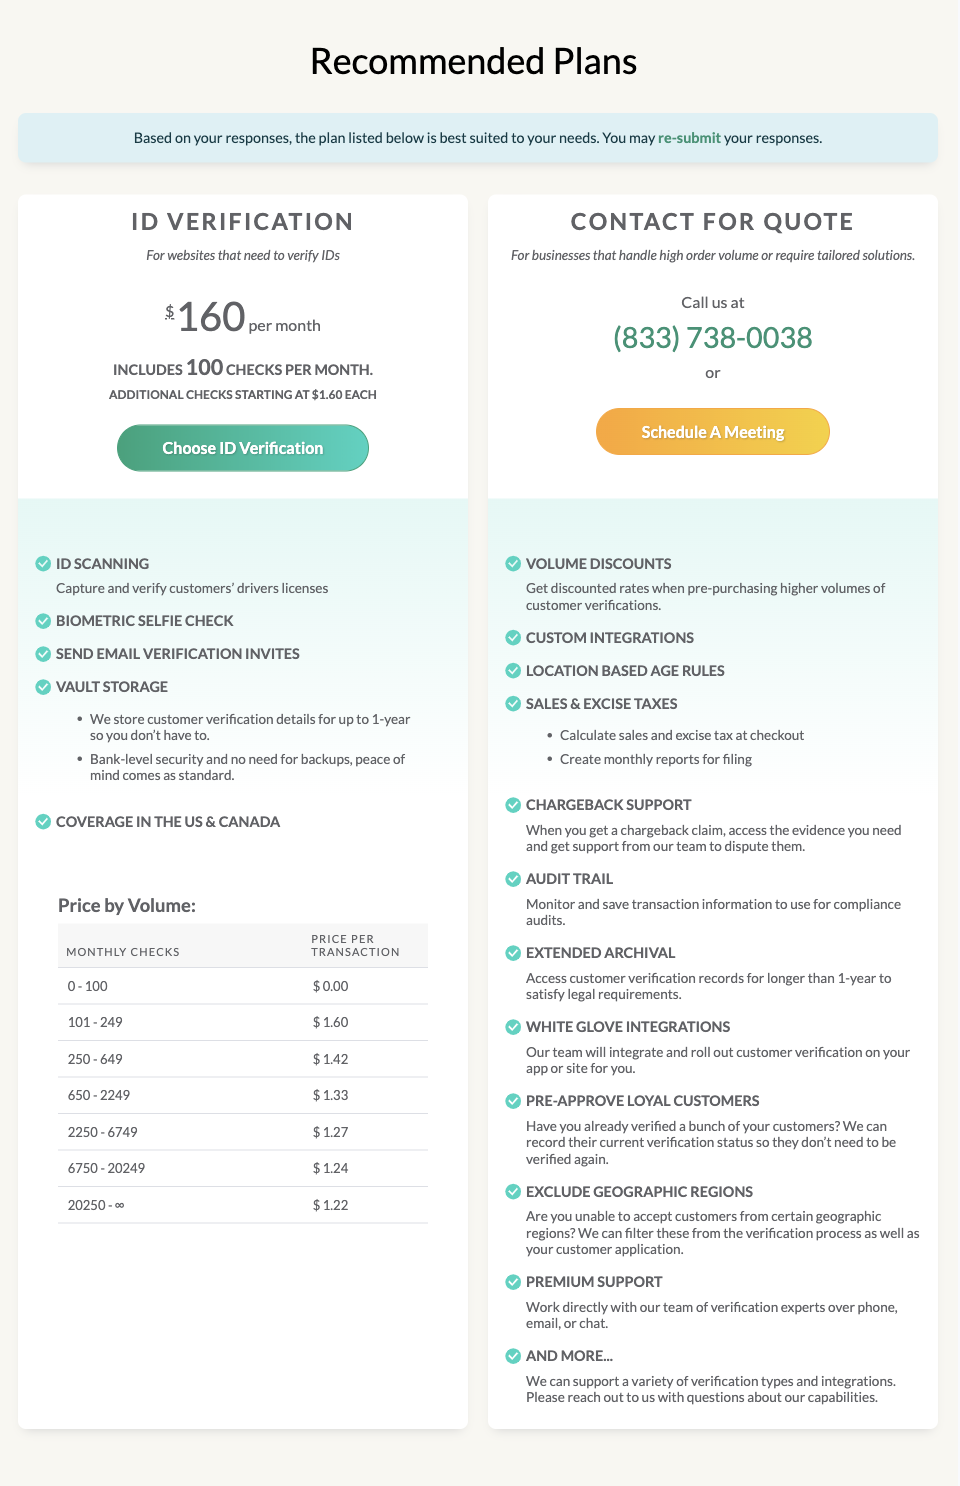 Recommended Plans
Based on your responses, the plan listed below is best suited to your needs. You may re-submit your responses.
ID VERIFICATION
For websites that need to verify IDs
$160 per month
INCLUDES 100 CHECKS PER MONTH.
ADDITIONAL CHECKS STARTING AT $1.60 EACH
Choose ID Verification
ID SCANNING
Capture and verify customers’ drivers licenses
BIOMETRIC SELFIE CHECK
SEND EMAIL VERIFICATION INVITES
VAULT STORAGE
• We store customer verification details for up to 1-year
so you don’t have to.
• Bank-level security and no need for backups, peace of
mind comes as standard.
COVERAGE IN THE US & CANADA
Price by Volume:
MONTHLY CHECKS PRICE PER
TRANSACTION
0 - 100 $ 0.00
101 - 249 $ 1.60
250 - 649 $ 1.42
650 - 2249 $ 1.33
2250 - 6749 $ 1.27
6750 - 20249 $ 1.24
20250 - ∞ $ 1.22
CONTACT FOR QUOTE
For businesses that handle high order volume or require tailored solutions.
Call us at
(833) 738-0038
or
Schedule A Meeting
VOLUME DISCOUNTS
Get discounted rates when pre-purchasing higher volumes of
customer verifications.
CUSTOM INTEGRATIONS
LOCATION BASED AGE RULES
SALES & EXCISE TAXES
• Calculate sales and excise tax at checkout
• Create monthly reports for filing
CHARGEBACK SUPPORT
When you get a chargeback claim, access the evidence you need
and get support from our team to dispute them.
AUDIT TRAIL
Monitor and save transaction information to use for compliance
audits.
EXTENDED ARCHIVAL
Access customer verification records for longer than 1-year to
satisfy legal requirements.
WHITE GLOVE INTEGRATIONS
Our team will integrate and roll out customer verification on your
app or site for you.
PRE-APPROVE LOYAL CUSTOMERS
Have you already verified a bunch of your customers? We can
record their current verification status so they don’t need to be
verified again.
EXCLUDE GEOGRAPHIC REGIONS
Are you unable to accept customers from certain geographic
regions? We can filter these from the verification process as well as
your customer application.
PREMIUM SUPPORT
Work directly with our team of verification experts over phone,
email, or chat.
AND MORE...
We can support a variety of verification types and integrations.
Please reach out to us with questions about our capabilities.